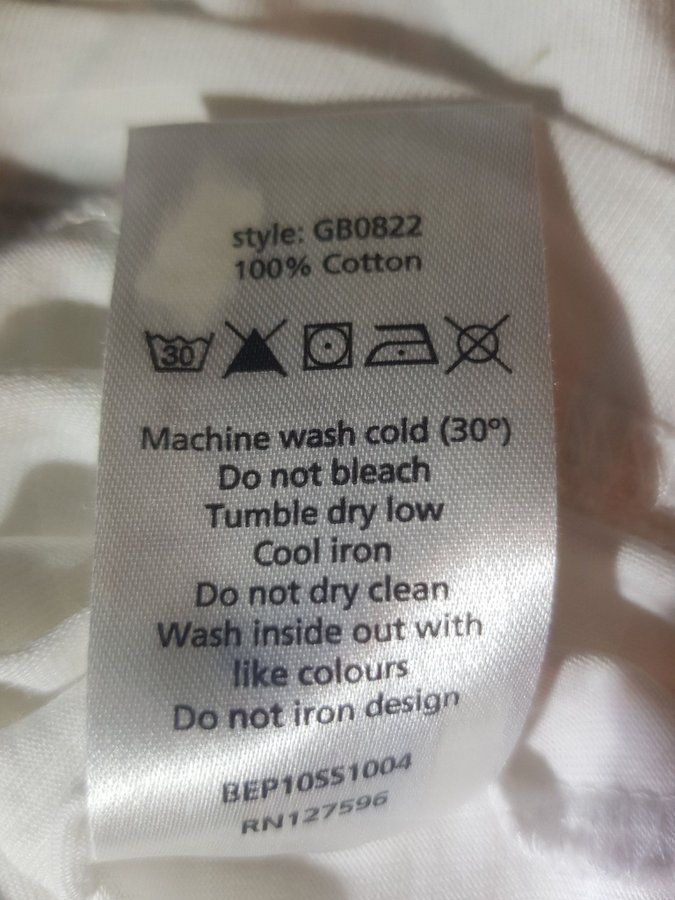 style: GB0822
100% Cotton
30
Machine wash cold (30°)
Do not bleach
Tumble dry low
Cool iron
Do not dry clean
Wash inside out with
like colours
Do not iron design
BEP10SS1004
RN127596